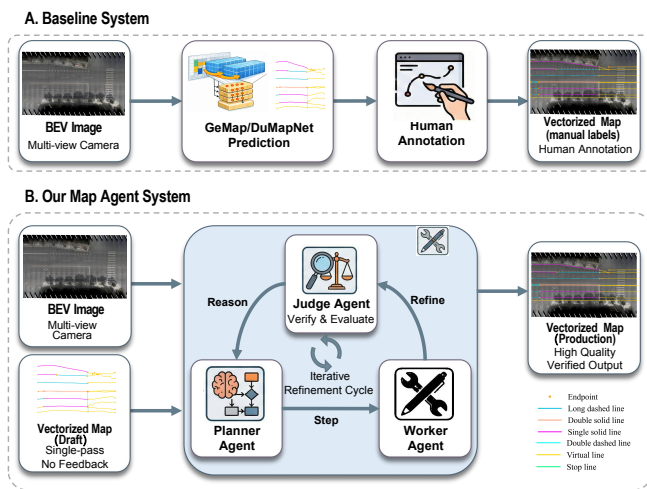 A. Baseline System
BEV Image
Multi-view Camera
GeMap/DuMapNet
Prediction
Human
Annotation
Vectorized Map
(manual labels)
Human Annotation
B. Our Map Agent System
BEV Image
Multi-view
Camera
Vectorized Map
(Draft)
Single-pass
No Feedback
Reason
Judge Agent
Verify & Evaluate
Refine
Iterative
Refinement Cycle
Planner
Agent
Step
Worker
Agent
Vectorized Map
(Production)
High Quality
Verified Output
Endpoint
Long dashed line
Double solid line
Single solid line
Double dashed line
Virtual line
Stop line